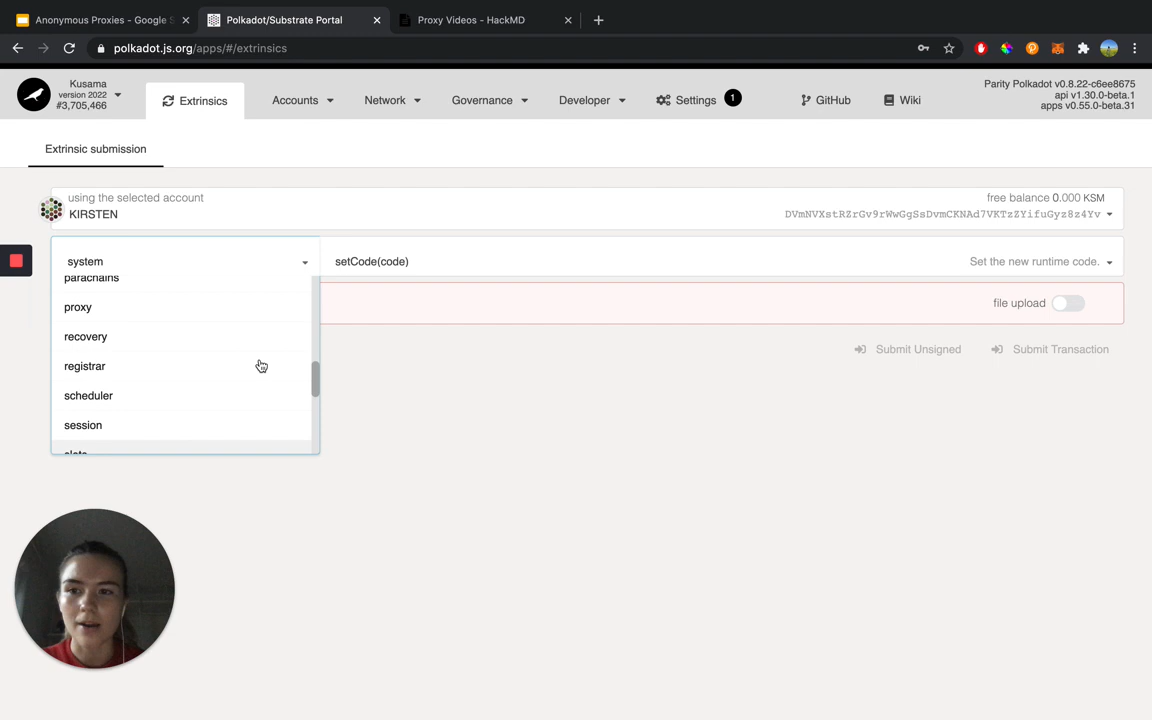 Anonymous Proxies - Google S
Polkadot/Substrate Portal
Proxy Videos - HackMD
polkadot.js.org/apps/#/extrinsics
Kusama
version 2022
#3,705,466
Extrinsics
Accounts
Network
Governance
Developer
Settings
1
GitHub
Wiki
Parity Polkadot v0.8.22-c6ee8675
api v1.30.0-beta.1
apps v0.55.0-beta.31
Extrinsic submission
using the selected account
KIRSTEN
free balance 0.000 KSM
DVmNVXstRZrGv9rWwGgSsDvmCKNAd7VKTzZYifuGyz8z4Yv
system
setCode(code)
Set the new runtime code.
parachains
proxy
recovery
registrar
scheduler
session
slots
file upload
Submit Unsigned
Submit Transaction